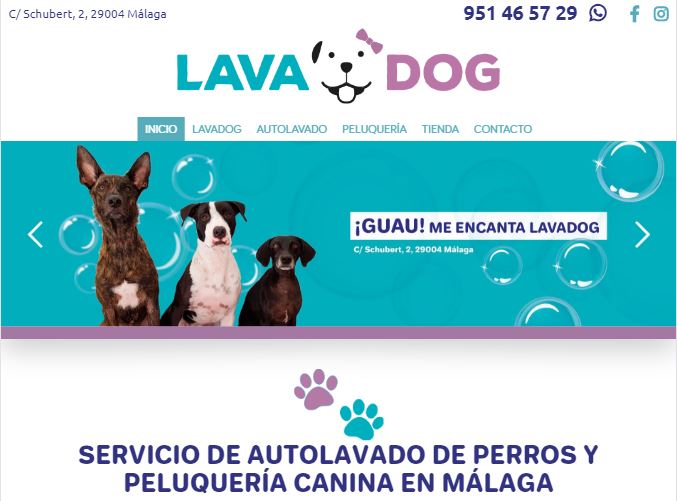 C/ Schubert, 2, 29004 Málaga
951 46 57 29
LAVA DOG
INICIO LAVADOG AUTOLAVADO PELUQUERÍA TIENDA CONTACTO
¡GUAU! ME ENCANTA LAVADOG
C/ Schubert, 2, 29004 Málaga
SERVICIO DE AUTOLAVADO DE PERROS Y
PELUQUERÍA CANINA EN MÁLAGA